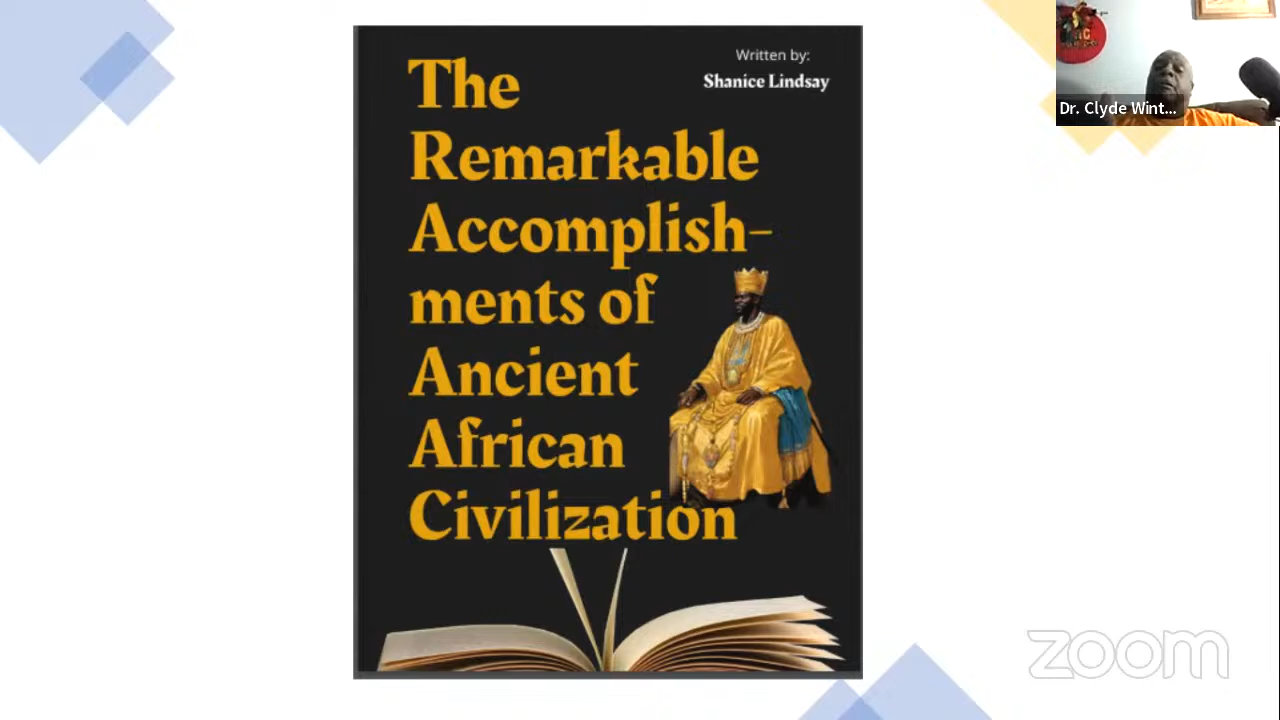 Written by:
Shanice Lindsay
The
Remarkable
Accomplish-
ments of
Ancient
African
Civilization
Dr. Clyde Wint...
zoom